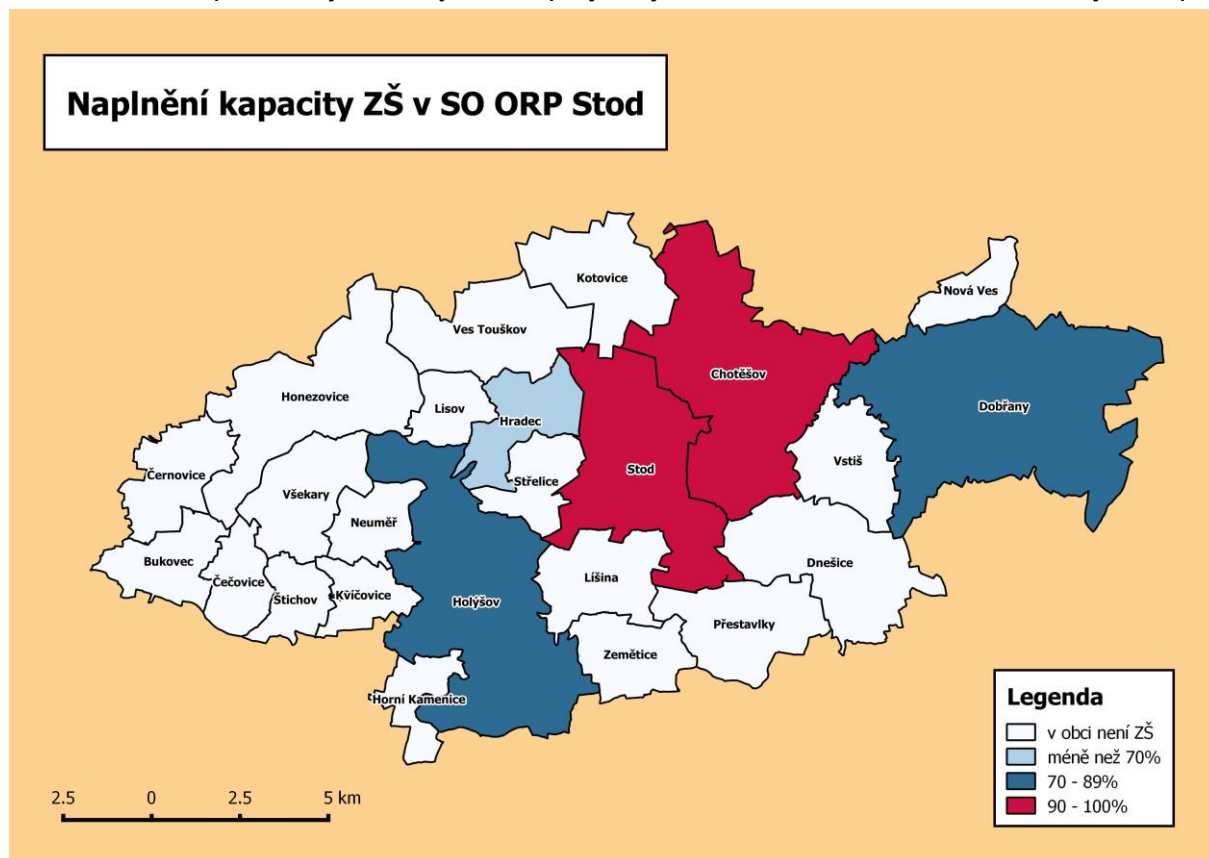 Naplnění kapacity ZŠ v SO ORP Stod
Kotovice
Nová Ves
Ves Touškov
Chotěšov
Honezovice
Lisov
Hradec
Dobřany
Vstiš
Stod
Střelice
Černovice
Všekary
Neuměř
Bukovec
Čečovice
Štichov
Kvíčovice
Holýšov
Líšina
Dnešice
Přestavlky
Zemětice
Horní Kamenice
Legenda
v obci není ZŠ
méně než 70%
70 - 89%
90 - 100%
2.5 0 2.5 5 km